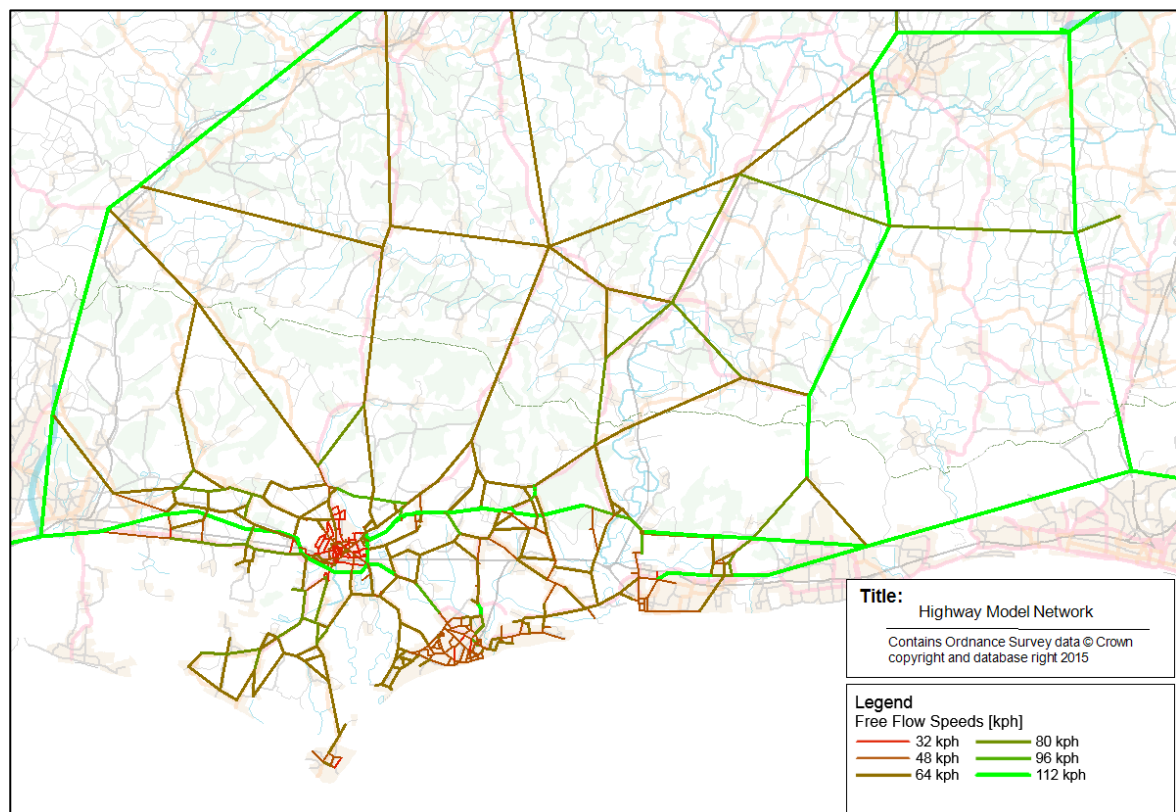 Title:
Highway Model Network
Contains Ordnance Survey data © Crown
copyright and database right 2015
Legend
Free Flow Speeds [kph]
32 kph 80 kph
48 kph 96 kph
64 kph 112 kph